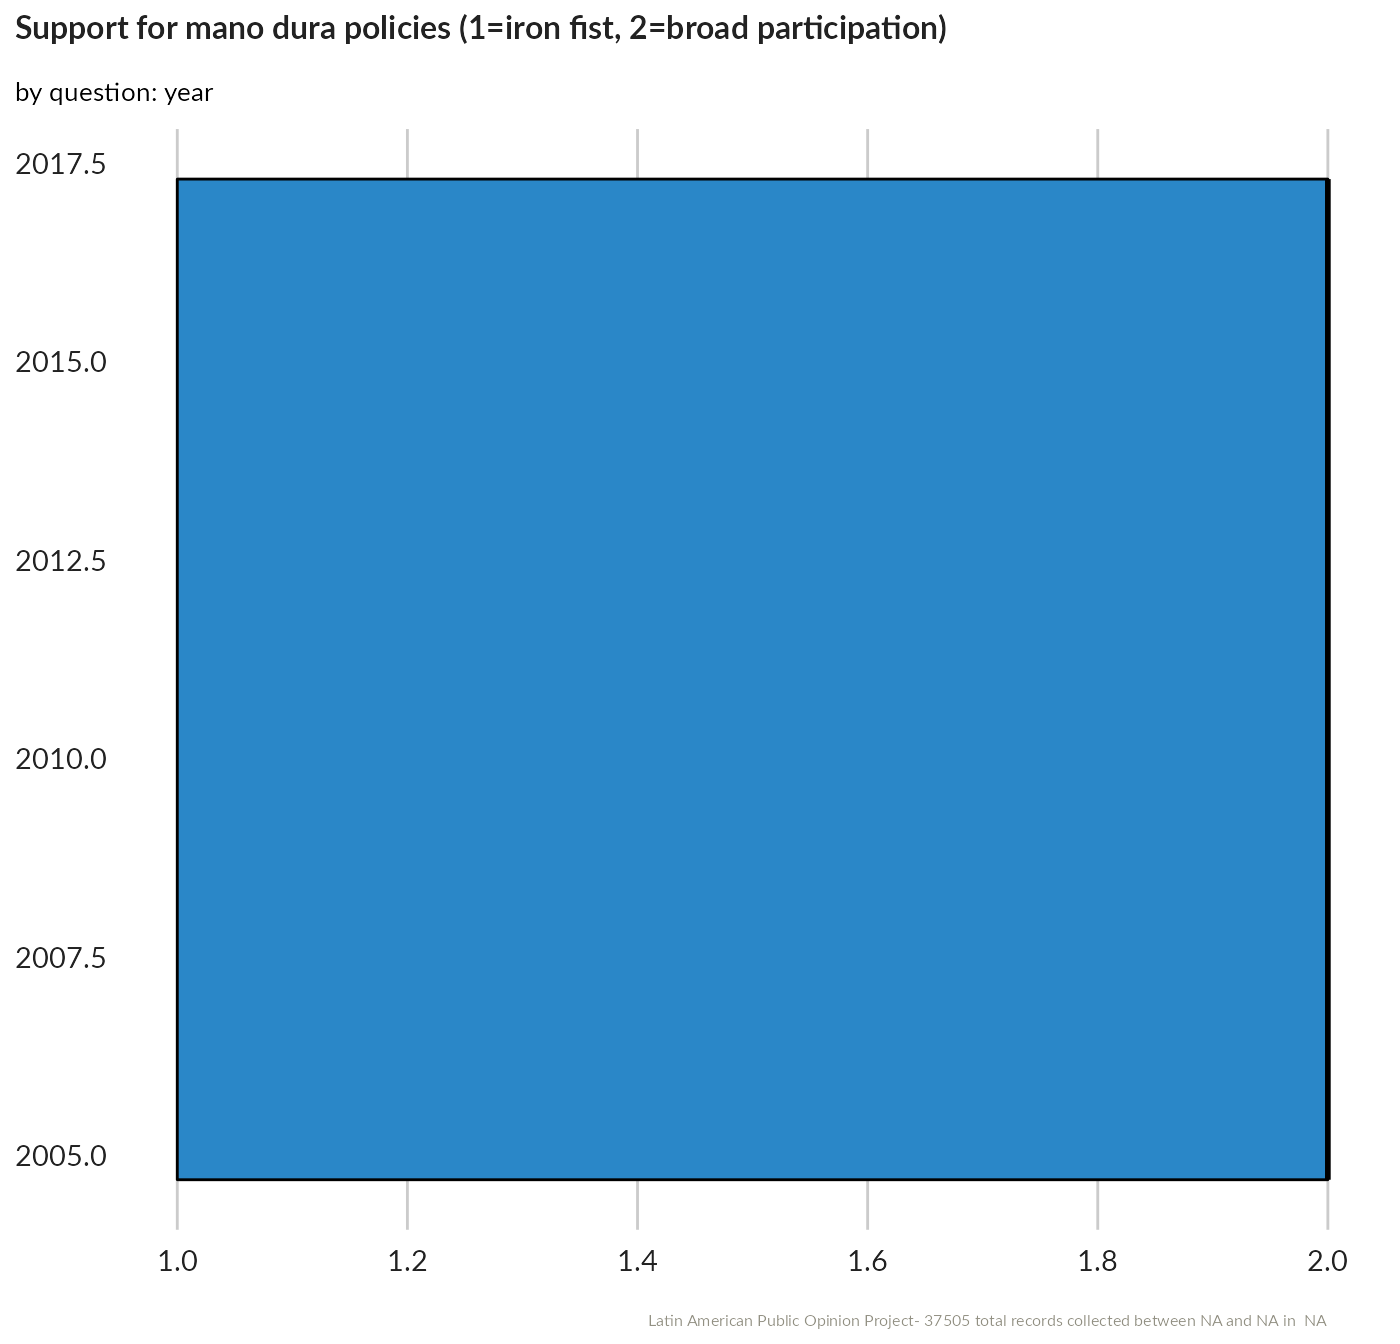 Support for mano dura policies (1=iron fist, 2=broad participation)
by question: year
2017.5
2015.0
2012.5
2010.0
2007.5
2005.0
1.0 1.2 1.4 1.6 1.8 2.0
Latin American Public Opinion Project- 37505 total records collected between NA and NA in  NA